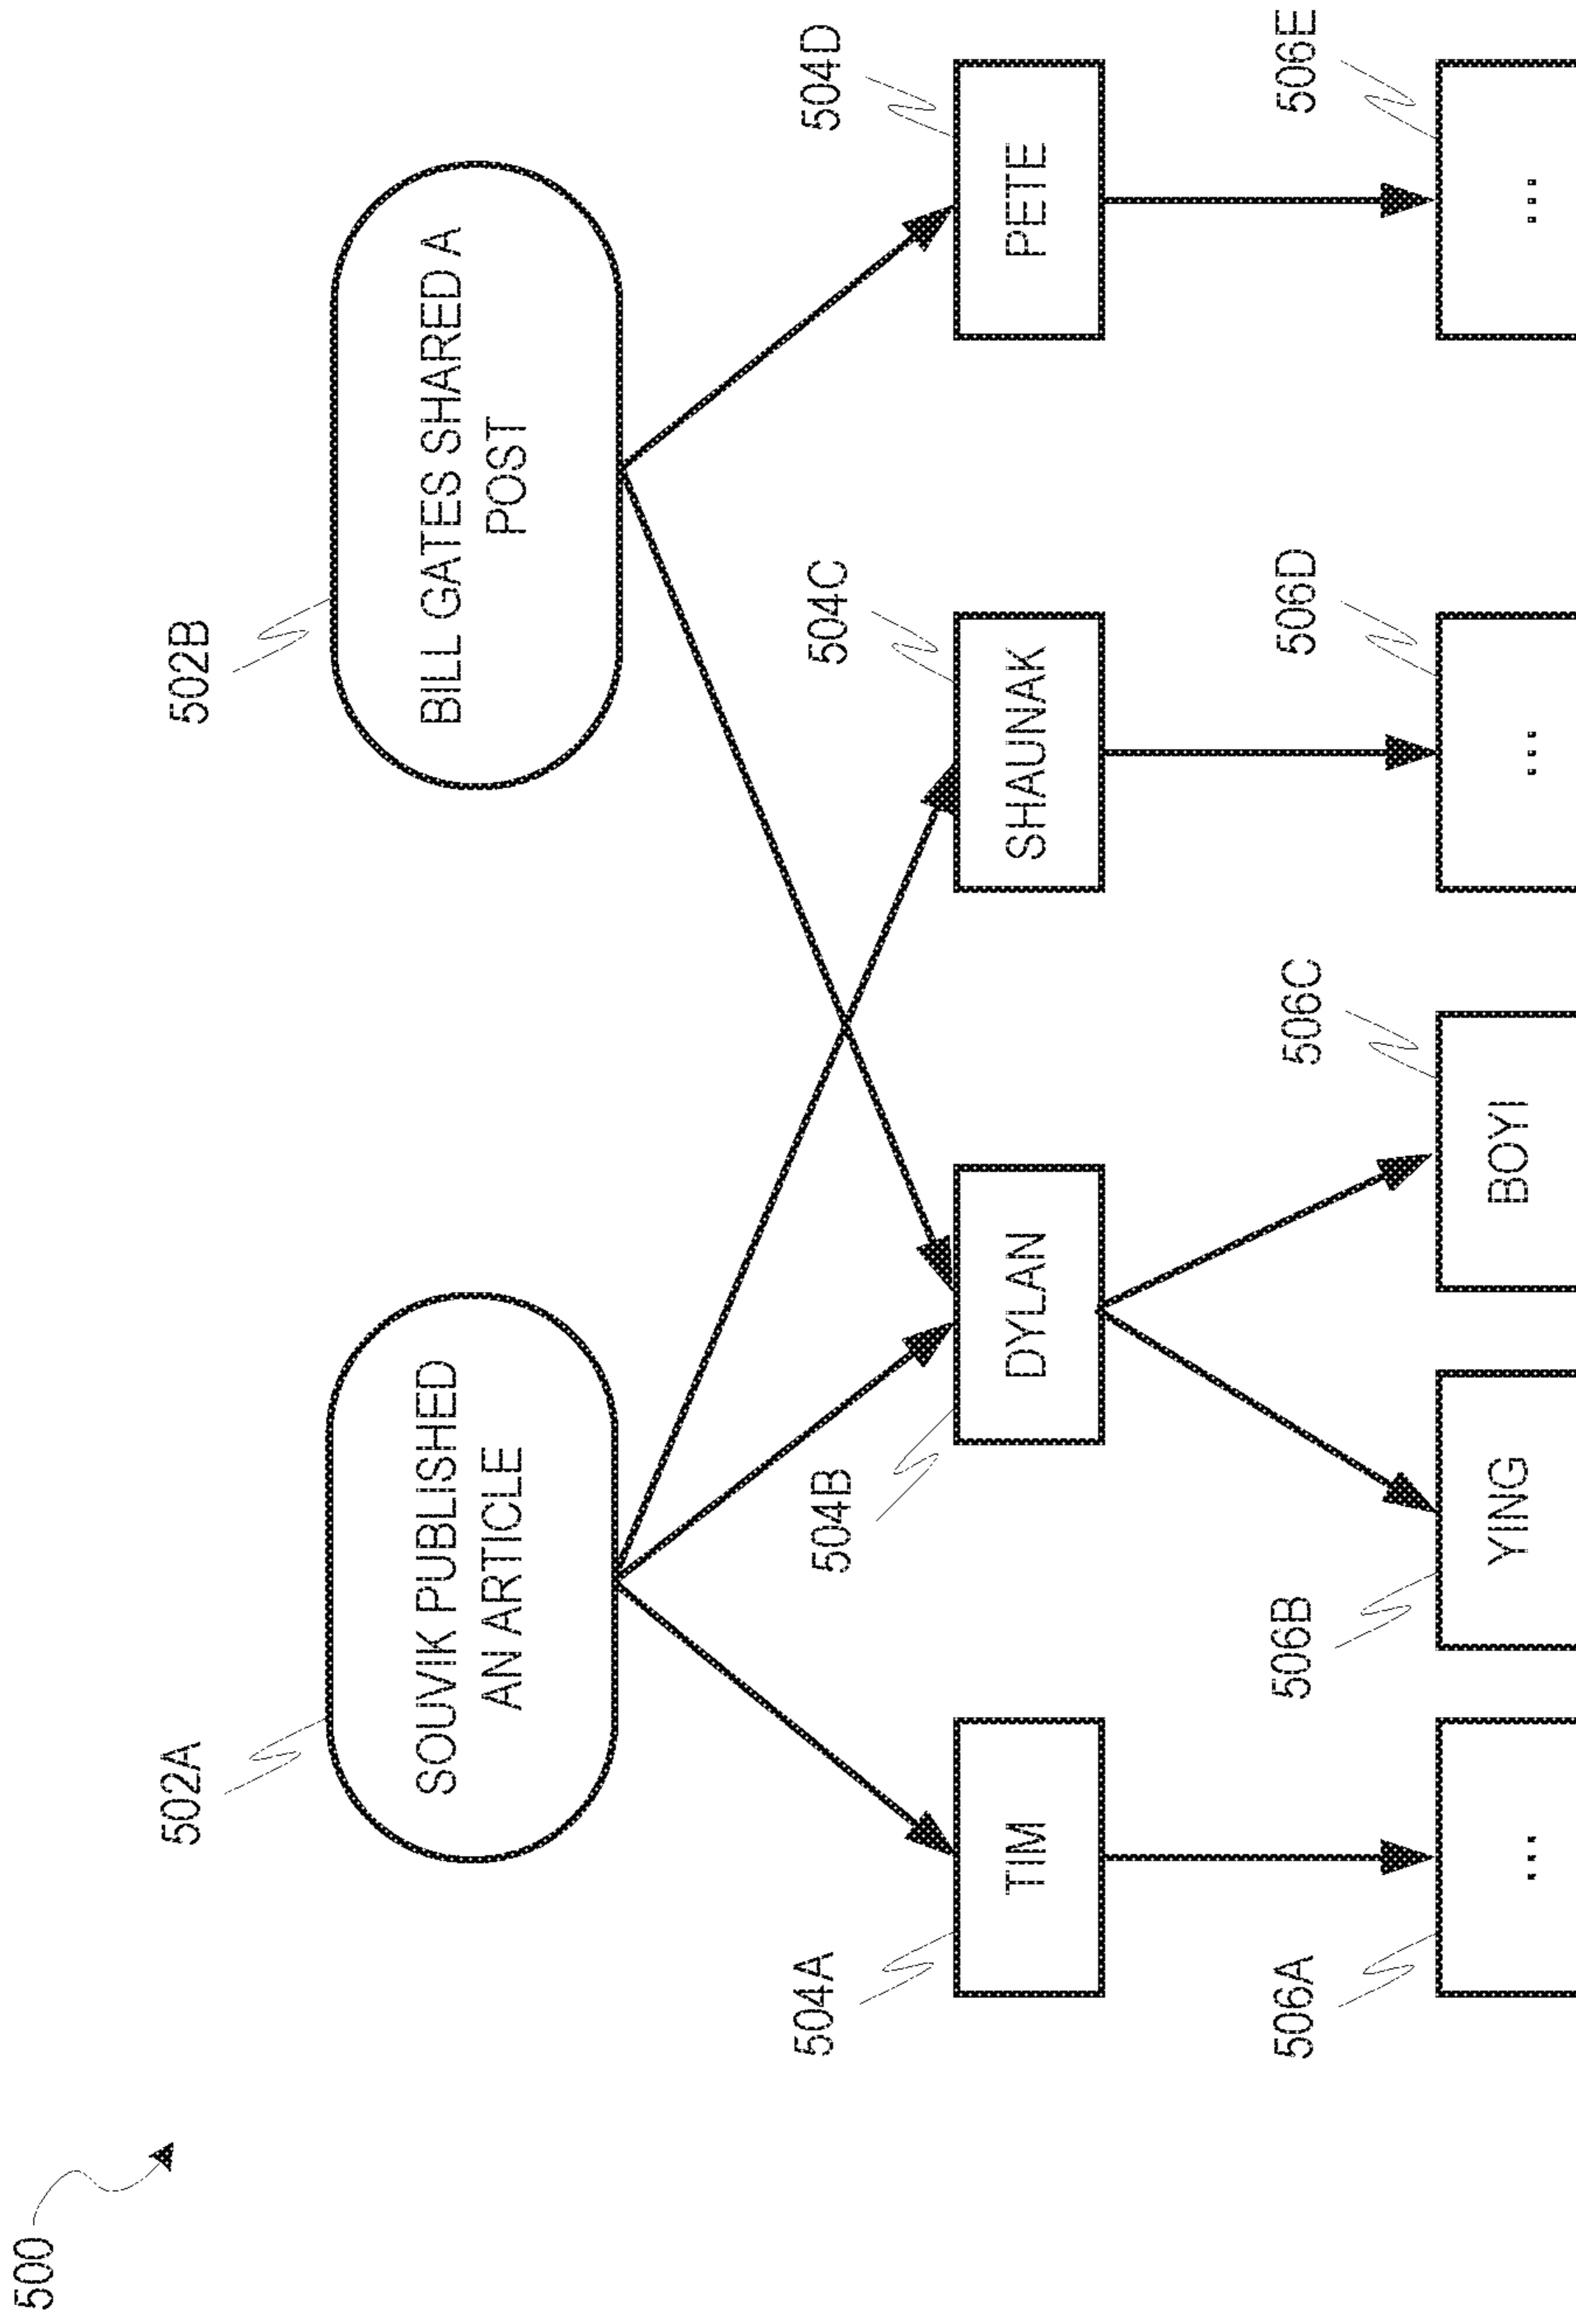 500
502A
502B
SOUVIK PUBLISHED
AN ARTICLE
BILL GATES SHARED A
POST
504A
504B
504C
504D
TIM
DYLAN
SHAUNAK
PETE
506A
506B
506C
506D
506E
...
YING
BOYI
...
...